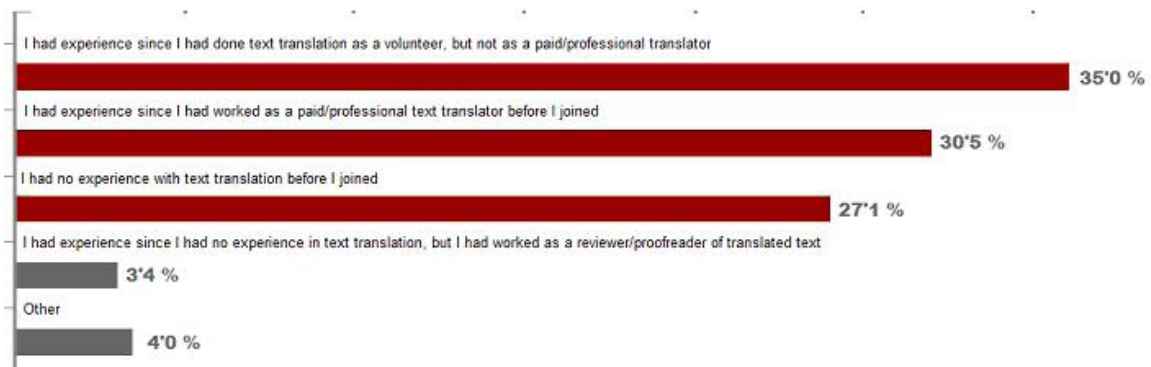 I had experience since I had done text translation as a volunteer, but not as a paid/professional translator
35'0 %
I had experience since I had worked as a paid/professional text translator before I joined
30'5 %
I had no experience with text translation before I joined
27'1 %
I had experience since I had no experience in text translation, but I had worked as a reviewer/proofreader of translated text
3'4 %
Other
4'0 %